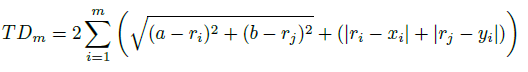 $TD_m = 2\sum_{i=1}^{m}\left(\sqrt{(a-r_i)2+(b-r_j)2}+(|r_i-x_i|+|r_j-y_i|)\right)$